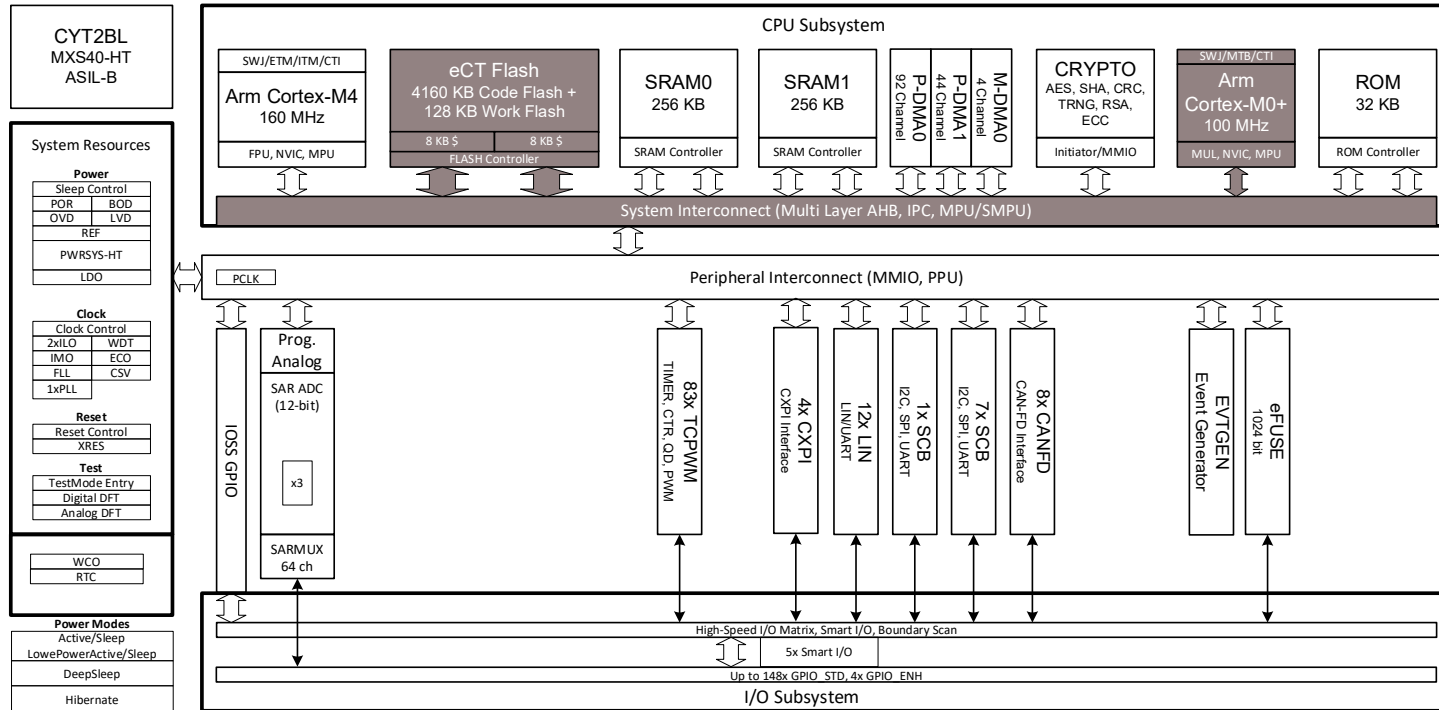 CYT2BL
MXS40-HT
ASIL-B
CPU Subsystem
SWJ/ETM/ITM/CTI
Arm Cortex-M4
160 MHz
FPU, NVIC, MPU
eCT Flash
4160 KB Code Flash +
128 KB Work Flash
8 KB $
8 KB $
FLASH Controller
SRAM0
256 KB
SRAM Controller
SRAM1
256 KB
SRAM Controller
P-DMA0
92 Channel
P-DMA1
44 Channel
M-DMA0
4 Channel
CRYPTO
AES, SHA, CRC,
TRNG, RSA,
ECC
Initiator/MMIO
SWJ/MTB/CTI
Arm
Cortex-M0+
100 MHz
MUL, NVIC, MPU
ROM
32 KB
ROM Controller
System Interconnect (Multi Layer AHB, IPC, MPU/SMPU)
System Resources
Power
Sleep Control
POR
BOD
OVD
LVD
REF
PWRSYS-HT
LDO
Clock
Clock Control
2xILO
WDT
IMO
ECO
FLL
CSV
1xPLL
Reset
Reset Control
XRES
Test
TestMode Entry
Digital DFT
Analog DFT
WCO
RTC
Power Modes
Active/Sleep
LowePowerActive/Sleep
DeepSleep
Hibernate
PCLK
Peripheral Interconnect (MMIO, PPU)
IOSS GPIO
Prog.
Analog
SAR ADC
(12-bit)
x3
SARMUX
64 ch
83x TCPWM
TIMER, CTR, QD, PWM
4x CXPI
CXPI Interface
12x LIN
LIN/UART
1x SCB
I2C, SPI, UART
7x SCB
I2C, SPI, UART
8x CANFD
CAN-FD Interface
EVTGEN
Event Generator
eFUSE
1024 bit
High-Speed I/O Matrix, Smart I/O, Boundary Scan
5x Smart I/O
Up to 148x GPIO_STD, 4x GPIO_ENH
I/O Subsystem